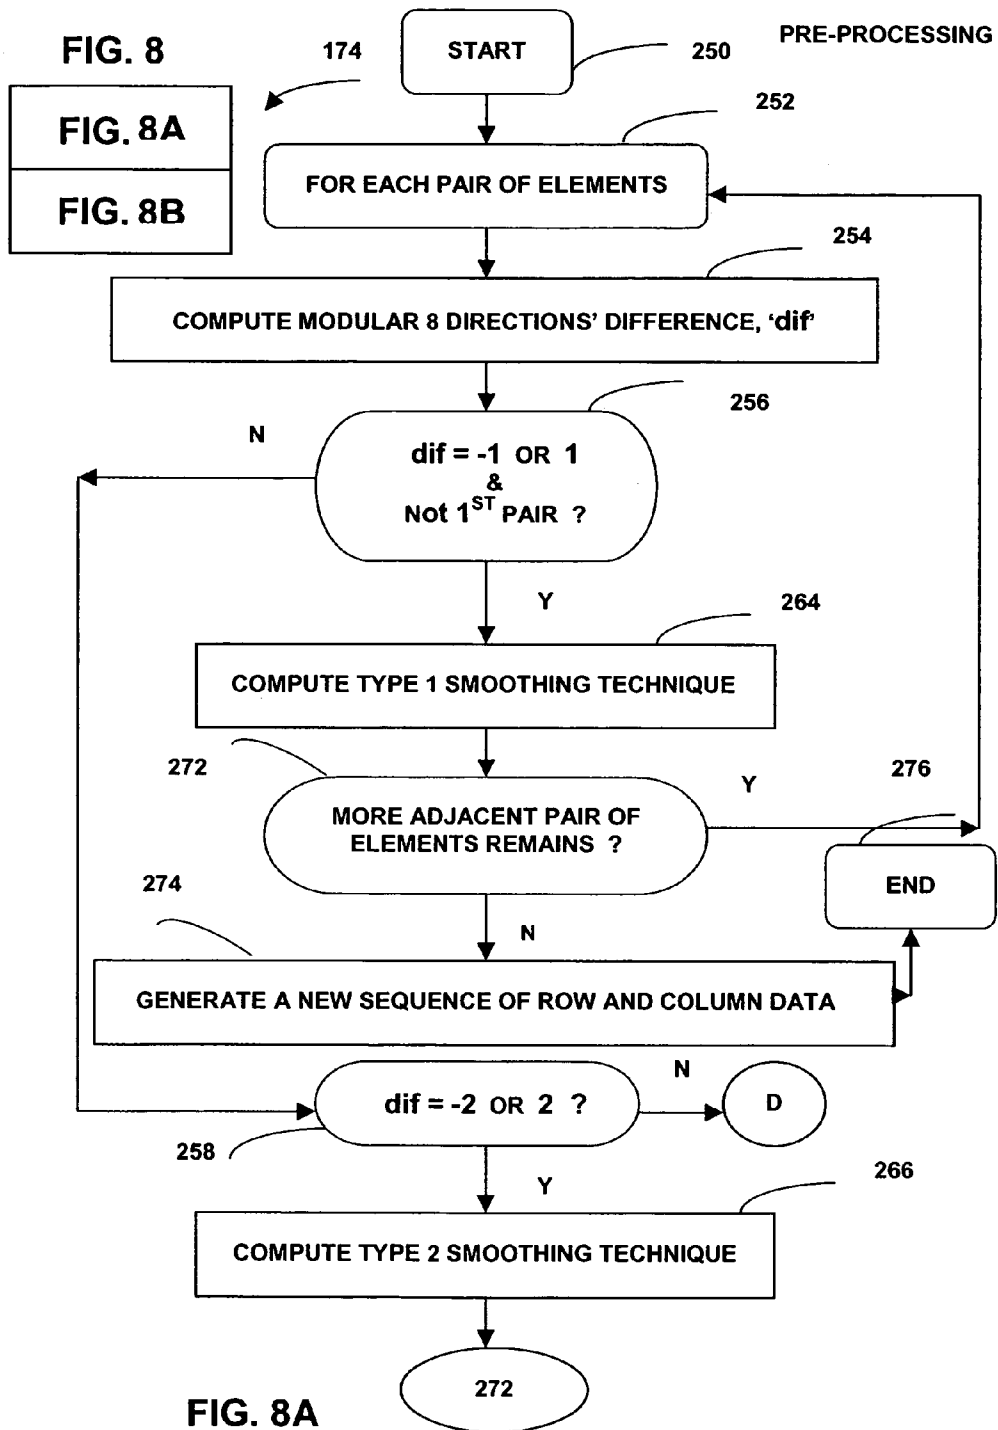 FIG. 8
FIG. 8A
FIG. 8B
174
START
250
PRE-PROCESSING
252
FOR EACH PAIR OF ELEMENTS
254
COMPUTE MODULAR 8 DIRECTIONS' DIFFERENCE, 'dif'
256
N
dif = -1 OR 1
&
Not 1ST PAIR ?
Y
264
COMPUTE TYPE 1 SMOOTHING TECHNIQUE
272
MORE ADJACENT PAIR OF
ELEMENTS REMAINS ?
Y
276
END
274
N
GENERATE A NEW SEQUENCE OF ROW AND COLUMN DATA
dif = -2 OR 2 ?
N
D
258
Y
266
COMPUTE TYPE 2 SMOOTHING TECHNIQUE
272
FIG. 8A